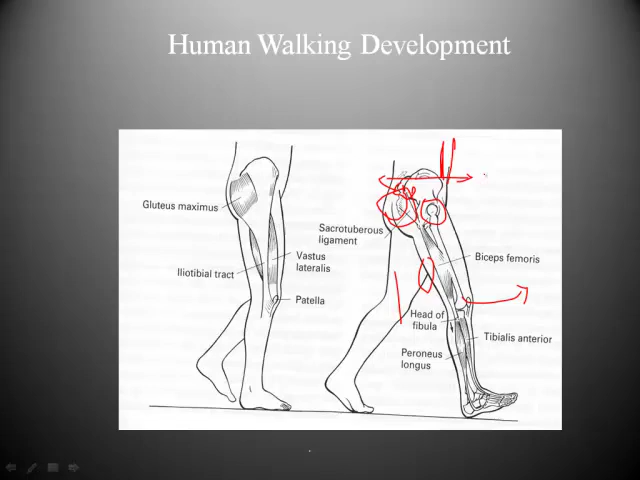 Human Walking Development
Gluteus maximus
Sacrotuberous
ligament
Iliotibial tract
Vastus
lateralis
Patella
Biceps femoris
Head of
fibula
Tibialis anterior
Peroneus
longus